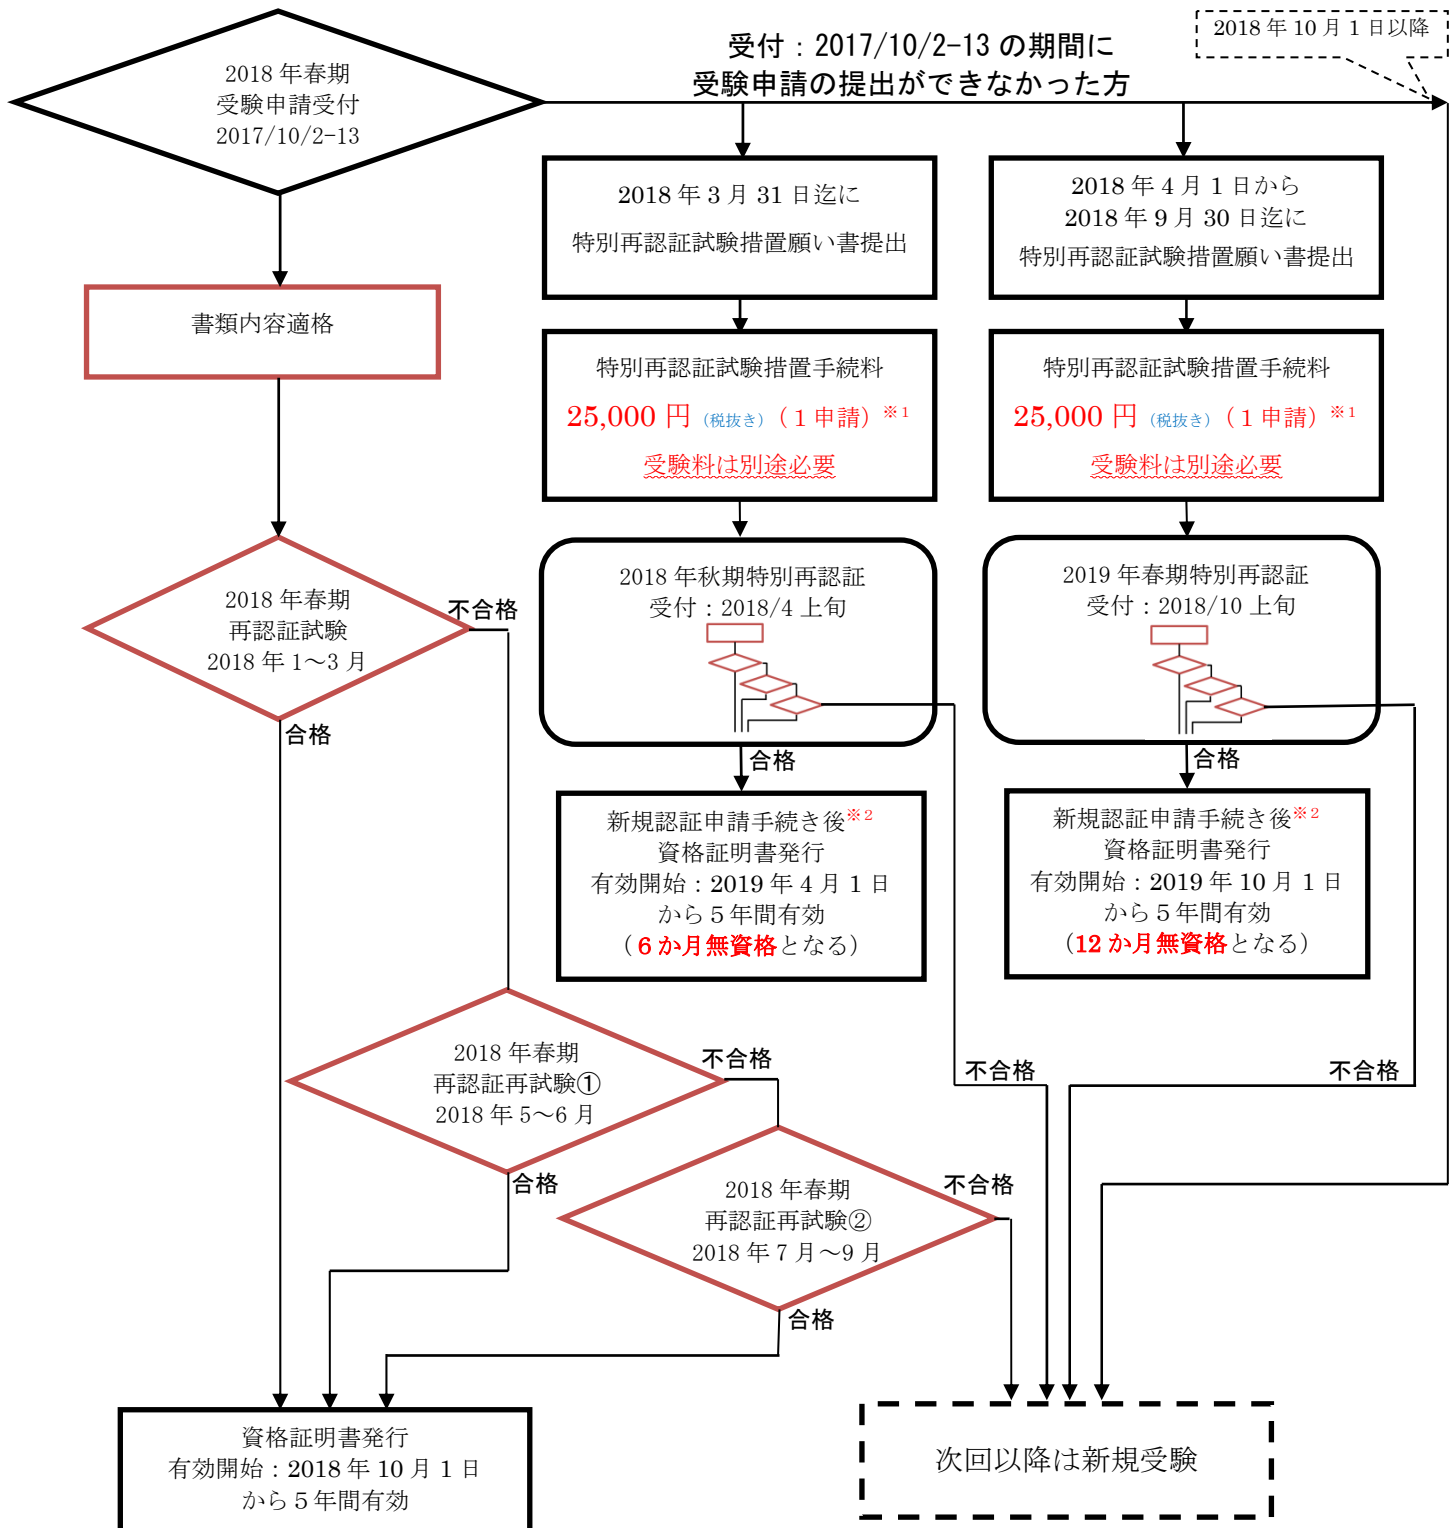 2018年10月1日以降
受付：2017/10/2-13 の期間に
受験申請の提出ができなかった方
2018年春期
受験申請受付
2017/10/2-13
2018年3月31日迄に
特別再認証試験措置願い書提出
2018年4月1日から
2018年9月30日迄に
特別再認証試験措置願い書提出
書類内容適格
特別再認証試験措置手続料
25,000円（税抜き）（1申請）※1
受験料は別途必要
特別再認証試験措置手続料
25,000円（税抜き）（1申請）※1
受験料は別途必要
2018年春期
再認証試験
2018年1～3月
不合格
合格
2018年秋期特別再認証
受付：2018/4上旬
合格
2019年春期特別再認証
受付：2018/10上旬
合格
新規認証申請手続き後※2
資格証明書発行
有効開始：2019年4月1日
から5年間有効
（6か月無資格となる）
新規認証申請手続き後※2
資格証明書発行
有効開始：2019年10月1日
から5年間有効
（12か月無資格となる）
2018年春期
再認証再試験①
2018年5～6月
不合格
合格
不合格
不合格
2018年春期
再認証再試験②
2018年7月～9月
不合格
合格
資格証明書発行
有効開始：2018年10月1日
から5年間有効
次回以降は新規受験